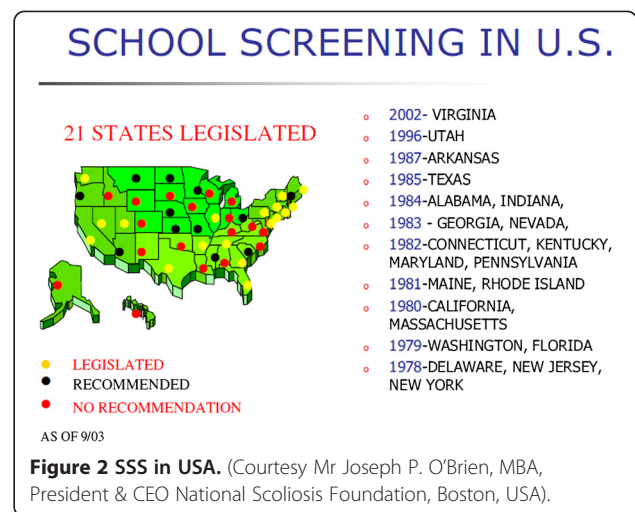 SCHOOL SCREENING IN U.S.
21 STATES LEGISLATED
LEGISLATED
RECOMMENDED
NO RECOMMENDATION
AS OF 9/03
2002- VIRGINIA
1996-UTAH
1987-ARKANSAS
1985-TEXAS
1984-ALABAMA, INDIANA,
1983 - GEORGIA, NEVADA,
1982-CONNECTICUT, KENTUCKY,
MARYLAND, PENNSYLVANIA
1981-MAINE, RHODE ISLAND
1980-CALIFORNIA,
MASSACHUSETTS
1979-WASHINGTON, FLORIDA
1978-DELAWARE, NEW JERSEY,
NEW YORK
Figure 2 SSS in USA. (Courtesy Mr Joseph P. O'Brien, MBA,
President & CEO National Scoliosis Foundation, Boston, USA).